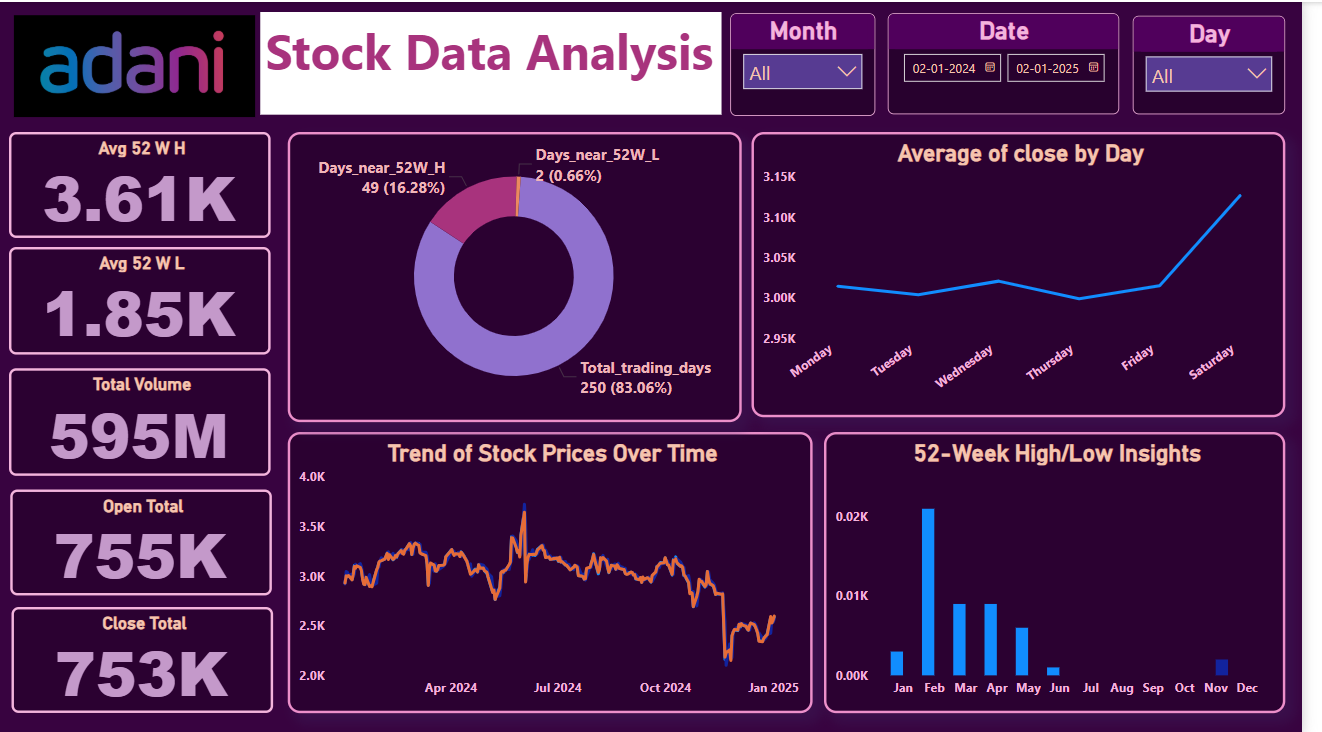 adani
Stock Data Analysis
Month
All
Date
02-01-2024
02-01-2025
Day
All
Avg 52 W H
3.61K
Avg 52 W L
1.85K
Total Volume
595M
Open Total
755K
Close Total
753K
Days_near_52W_H
49 (16.28%)
Days_near_52W_L
2 (0.66%)
Total_trading_days
250 (83.06%)
Average of close by Day
3.15K
3.10K
3.05K
3.00K
2.95K
Monday
Tuesday
Wednesday
Thursday
Friday
Saturday
Trend of Stock Prices Over Time
4.0K
3.5K
3.0K
2.5K
2.0K
Apr 2024
Jul 2024
Oct 2024
Jan 2025
52-Week High/Low Insights
0.02K
0.01K
0.00K
Jan Feb Mar Apr May Jun Jul Aug Sep Oct Nov Dec